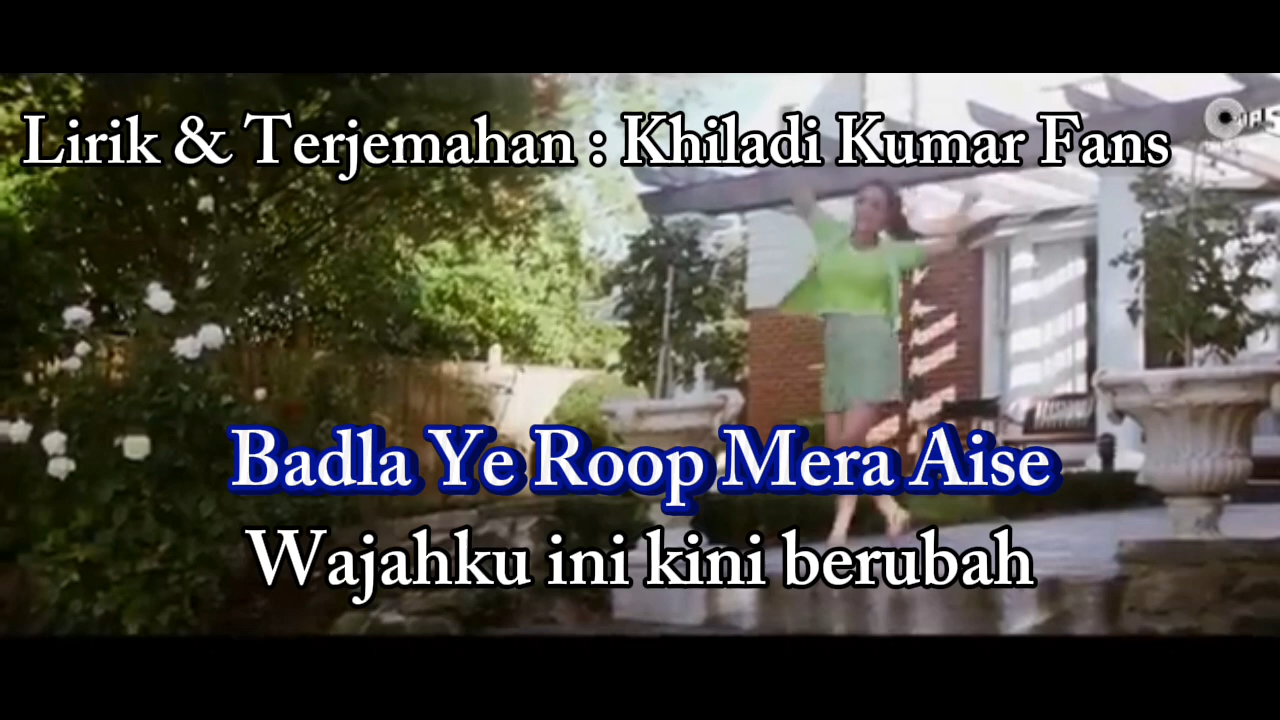 Lirik & Terjemahan : Khiladi Kumar Fans
Badla Ye Roop Mera Aise
Wajahku ini kini berubah